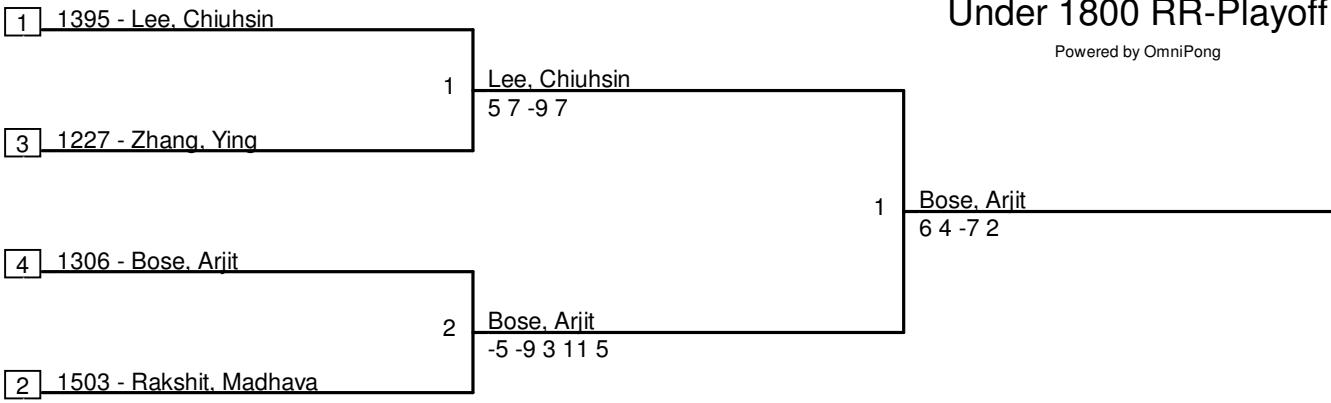 Under 1800 RR-Playoff
Powered by OmniPong
1 1395 - Lee, Chiuhsin
1 Lee, Chiuhsin
5 7 -9 7
3 1227 - Zhang, Ying
1 Bose, Arjit
6 4 -7 2
4 1306 - Bose, Arjit
2 Bose, Arjit
-5 -9 3 11 5
2 1503 - Rakshit, Madhava